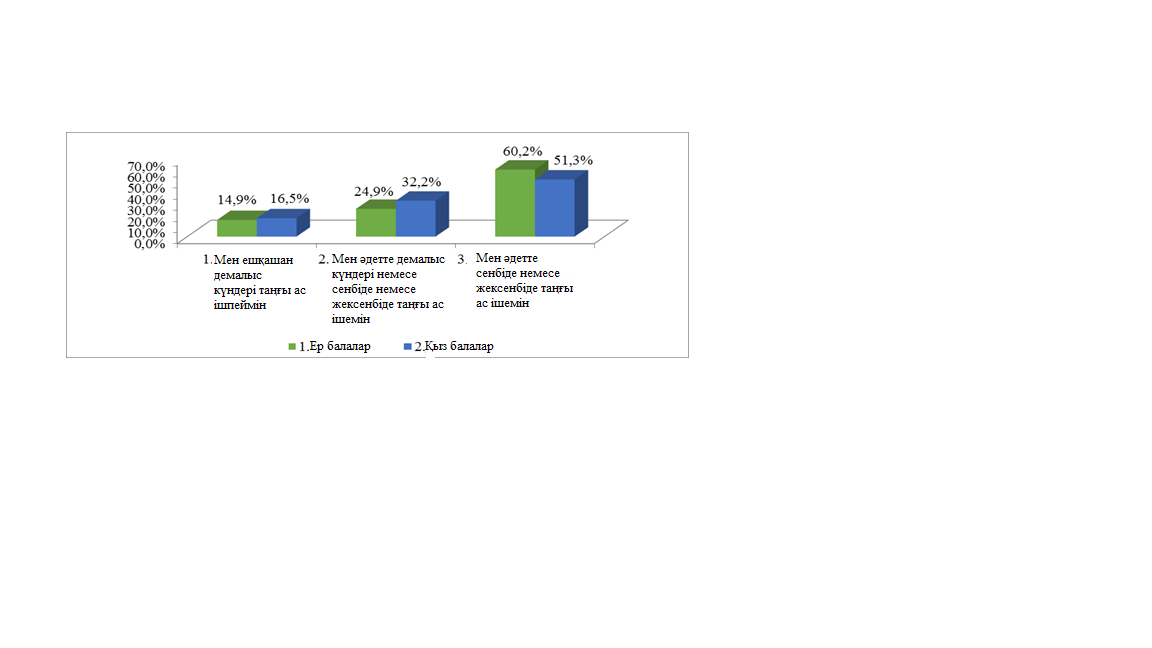 60,2%
51,3%
70,0%
60,0%
50,0%
40,0%
30,0%
20,0%
10,0%
0,0%
14,9%
16,5%
24,9%
32,2%
1. Мен ешқашан
демалыс
күндері таңғы ас
ішпеймін
2. Мен әдетте демалыс
күндері немесе
сенбіде немесе
жексенбіде таңғы ас
ішемін
3. Мен әдетте
сенбіде немесе
жексенбіде таңғы
ас ішемін
1. Ер балалар
2. Қыз балалар